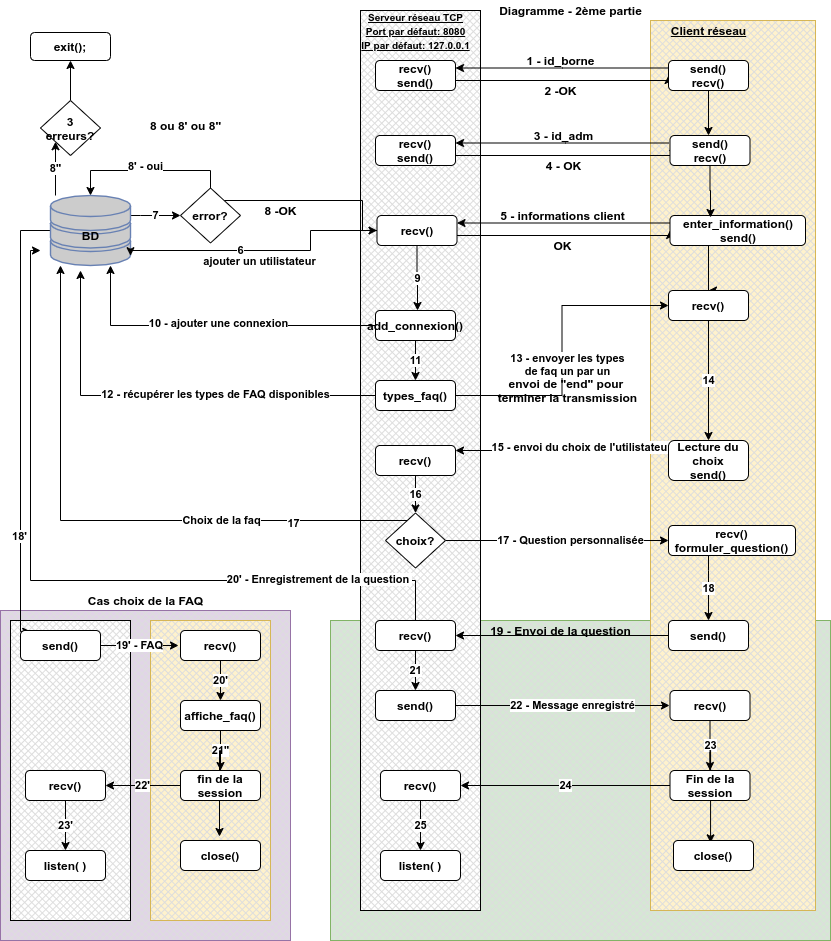 Diagramme - 2ème partie
Serveur réseau TCP
Port par défaut: 8080
IP par défaut: 127.0.0.1
Client réseau
exit();
3
erreurs?
8 ou 8' ou 8"
8"
8' - oui
error?
7
BD
8 -OK
6
ajouter un utilistateur
recv()
send()
1 - id_borne
2 -OK
send()
recv()
recv()
send()
3 - id_adm
4 - OK
send()
recv()
recv()
5 - informations client
OK
enter_information()
send()
9
10 - ajouter une connexion
add_connexion()
recv()
11
12 - récupérer les types de FAQ disponibles
types_faq()
13 - envoyer les types
de faq un par un
envoi de "end" pour
terminer la transmission
14
recv()
15 - envoi du choix de l'utilistateu
Lecture du
choix
send()
16
Choix de la faq
17
choix?
17 - Question personnalisée
recv()
formuler_question()
18'
20' - Enregistrement de la question
18
Cas choix de la FAQ
send()
19' - FAQ
recv()
recv()
19 - Envoi de la question
send()
20'
21
affiche_faq()
send()
22 - Message enregistré
recv()
21"
23
recv()
22'
fin de la
session
recv()
24
Fin de la
session
23'
25
listen( )
close()
listen( )
close()